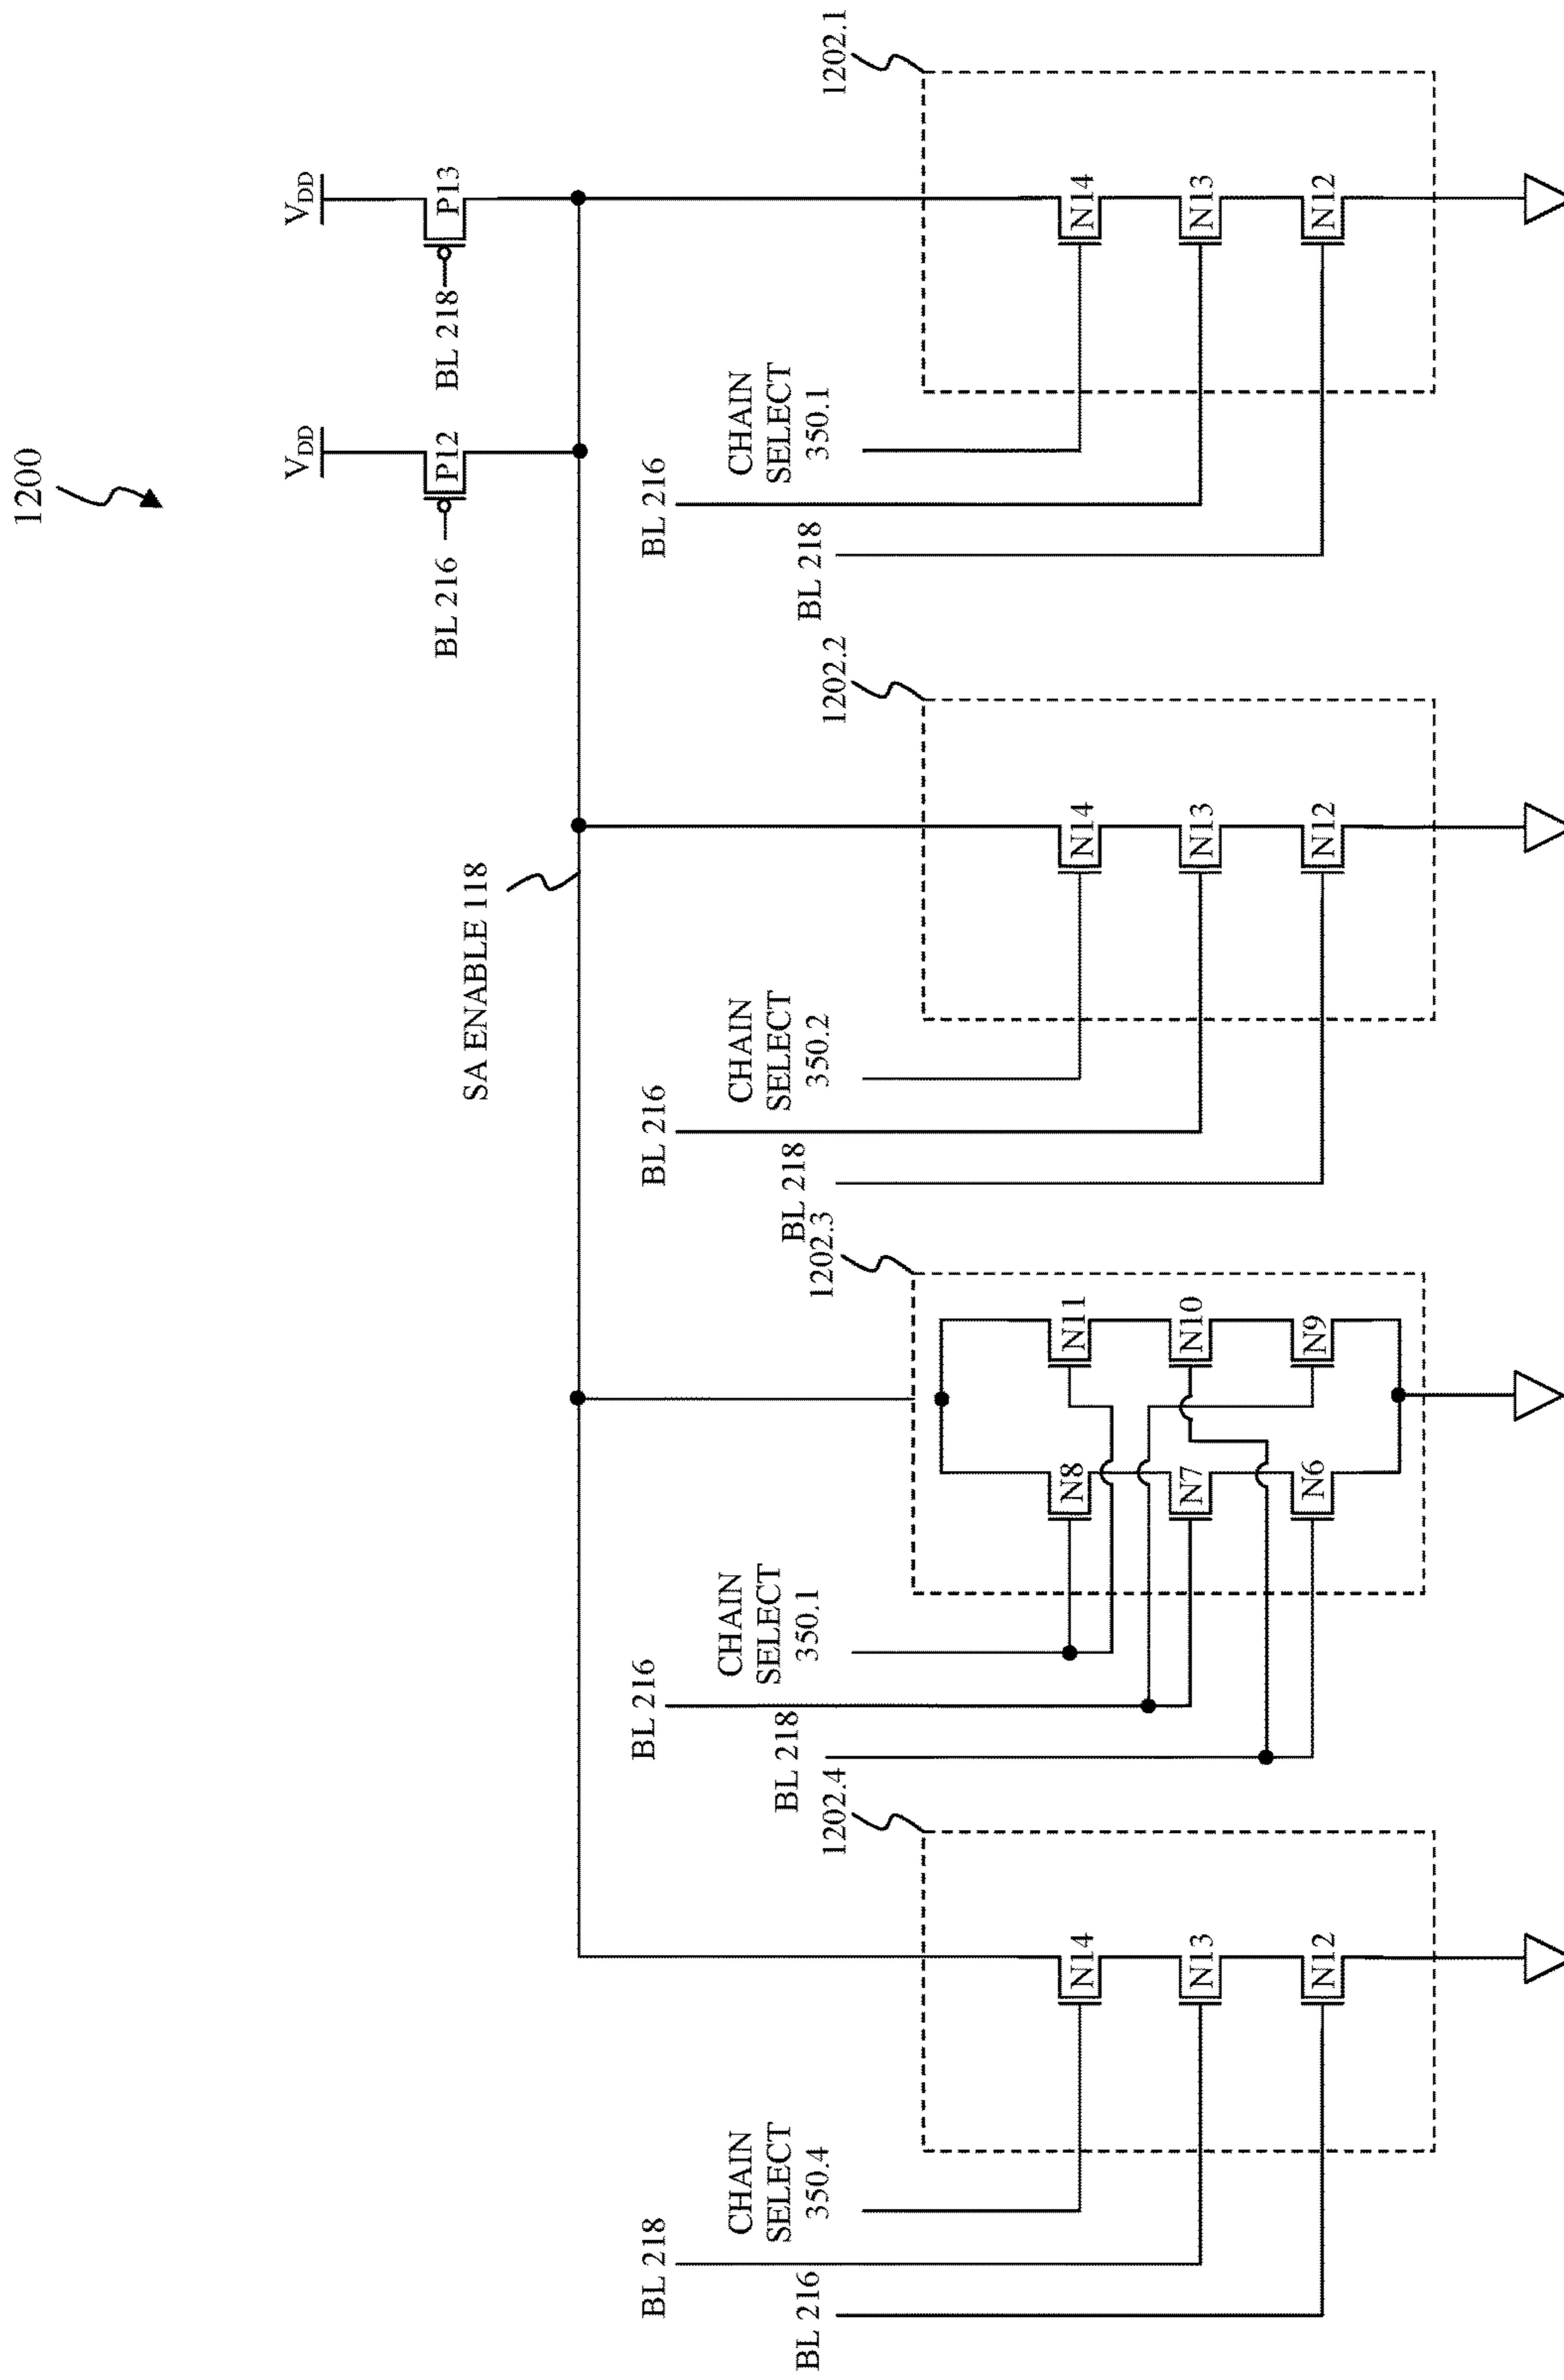 1200
VDD
VDD
BL 216
P12
BL 218
P13
SA ENABLE 118
BL 218
CHAIN
SELECT
350.4
BL 216
1202.4
N14
N13
N12
BL 216
CHAIN
SELECT
350.1
BL 218
1202.3
N8
N11
N7
N10
N6
N9
BL 216
CHAIN
SELECT
350.2
BL 218
1202.2
N14
N13
N12
BL 216
CHAIN
SELECT
350.1
BL 218
1202.1
N14
N13
N12